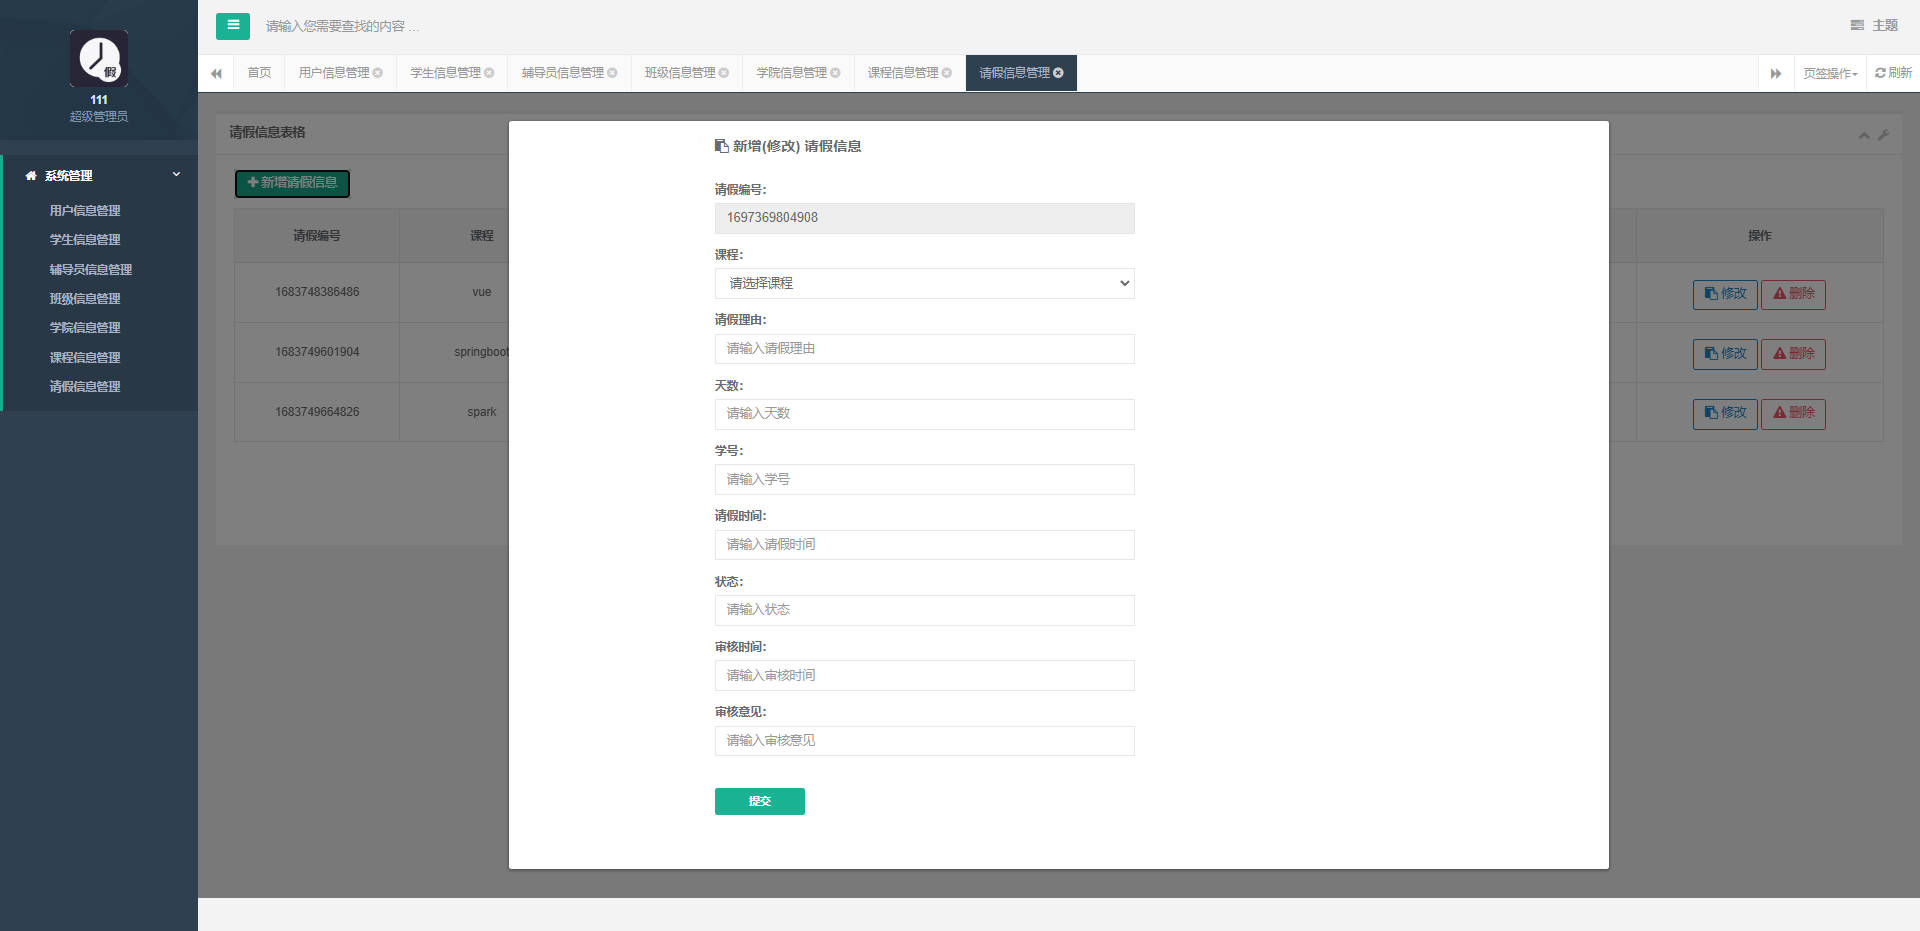 假
111
超级管理员
系统管理
用户信息管理
学生信息管理
辅导员信息管理
班级信息管理
学院信息管理
课程信息管理
请假信息管理
请输入您需要查找的内容 …
主题
首页 用户信息管理 学生信息管理 辅导员信息管理 班级信息管理 学院信息管理 课程信息管理 请假信息管理 页签操作 刷新
请假信息表格
新增请假信息
请假编号 课程 操作
1683748386486 vue 修改 删除
1683749601904 springboot 修改 删除
1683749664826 spark 修改 删除
新增(修改) 请假信息
请假编号:
1697369804908
课程:
请选择课程
请假理由:
请输入请假理由
天数:
请输入天数
学号:
请输入学号
请假时间:
请输入请假时间
状态:
请输入状态
审核时间:
请输入审核时间
审核意见:
请输入审核意见
提交